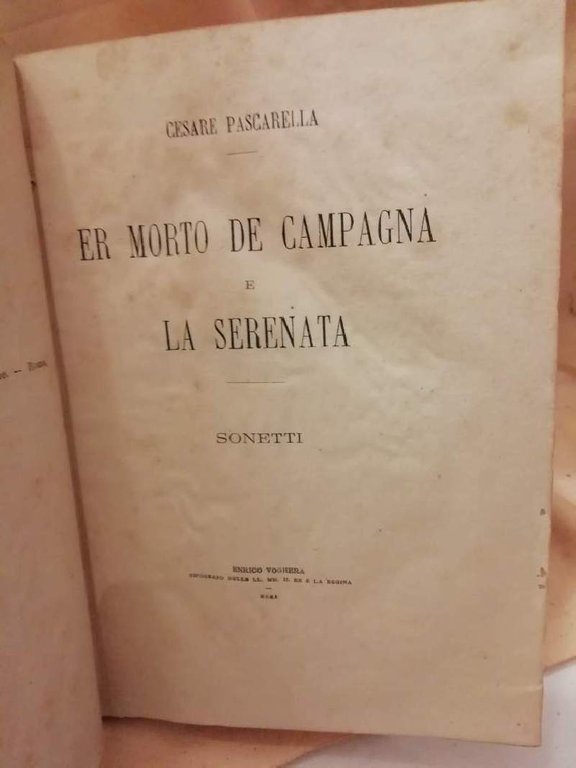 CESARE PASCARELLA
ER MORTO DE CAMPAGNA
E
LA SERENATA
SONETTI
ENRICO VOGHERA
TIPOGRAFO DELLE LL. MM. IL RE E LA REGINA